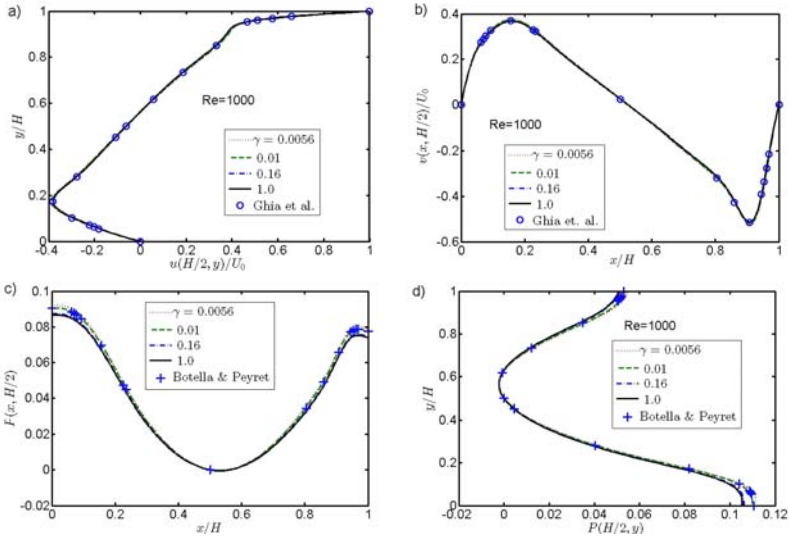 a)
1
0.8
0.6
0.4
0.2
0
y/H
-0.4 -0.2 0 0.2 0.4 0.6 0.8 1
u(H/2, y)/U₀
Re=1000
γ = 0.0056
0.01
0.16
1.0
Ghia et al.
b)
0.4
0.2
0
-0.2
-0.4
-0.6
v(x, H/2)/U₀
0 0.2 0.4 0.6 0.8 1
x/H
Re=1000
γ = 0.0056
0.01
0.16
1.0
Ghia et. al.
c)
0.1
0.08
0.06
0.04
0.02
0
-0.02
P(x, H/2)
0 0.2 0.4 0.6 0.8 1
x/H
γ = 0.0056
0.01
0.16
1.0
Botella & Peyret
d)
1
0.8
0.6
0.4
0.2
0
y/H
-0.02 0 0.02 0.04 0.06 0.08 0.1 0.12
P(H/2, y)
Re=1000
γ = 0.0056
0.01
0.16
1.0
Botella & Peyret